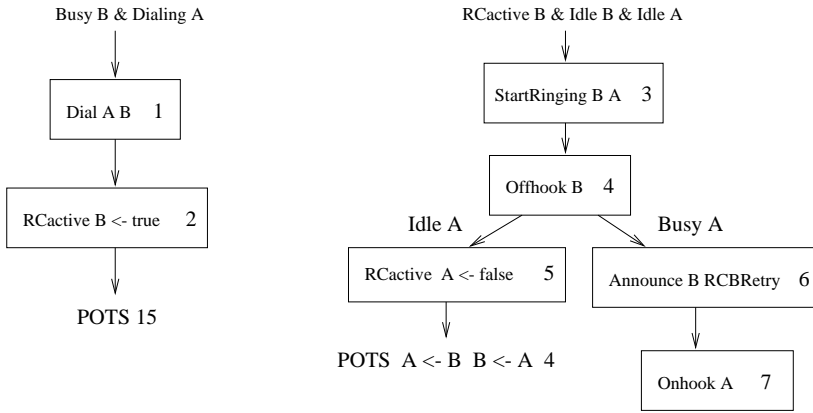 Busy B & Dialing A
Dial A B 1
RCactive B <- true 2
POTS 15
RCactive B & Idle B & Idle A
StartRinging B A 3
Offhook B 4
Idle A
Busy A
RCactive A <- false 5
Announce B RCBRetry 6
POTS A <- B B <- A 4
Onhook A 7